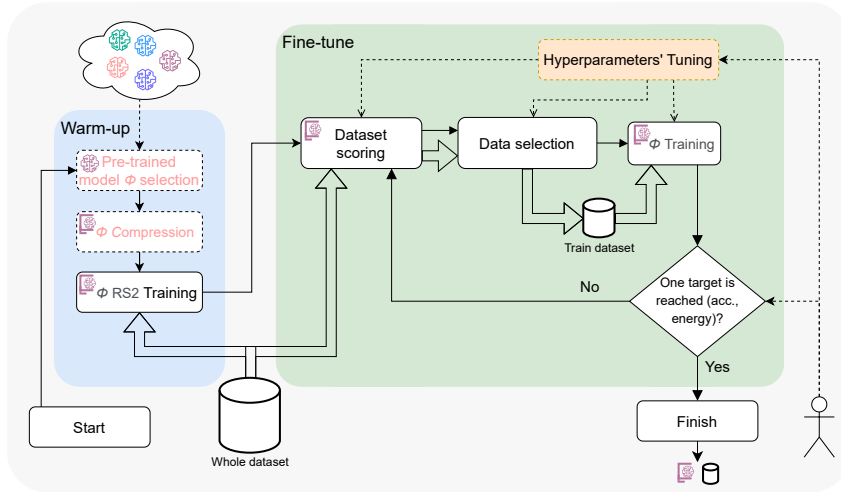 Fine-tune
Hyperparameters' Tuning
Warm-up
Pre-trained
model Φ selection
Φ Compression
Φ RS2 Training
Dataset
scoring
Data selection
Φ Training
Train dataset
No
One target is
reached (acc.,
energy)?
Yes
Start
Whole dataset
Finish